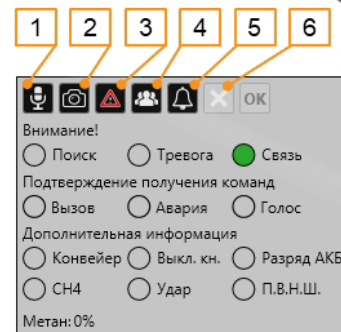 1 2 3 4 5 6
OK
Внимание!
Поиск Тревога Связь
Подтверждение получения команд
Вызов Авария Голос
Дополнительная информация
Конвейер Выкл. кн. Разряд АКБ
CH4 Удар П.В.Н.Ш.
Метан: 0%